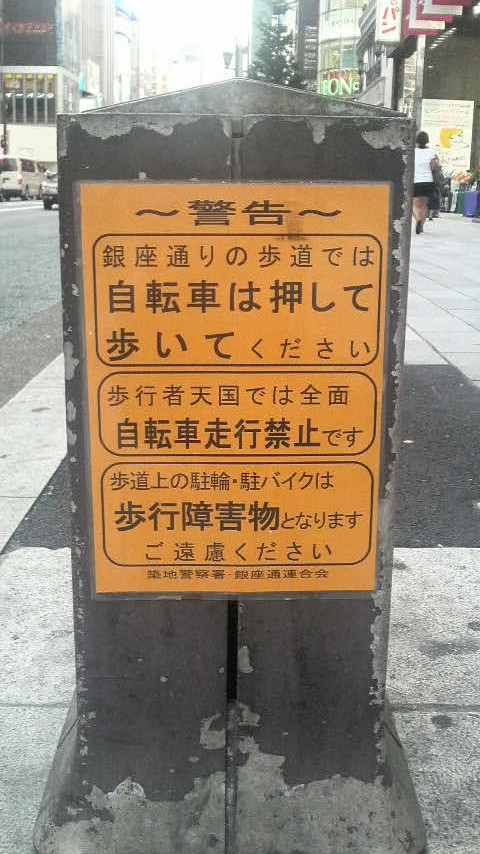 ～警告～
銀座通りの歩道では
自転車は押して
歩いてください
歩行者天国では全面
自転車走行禁止です
歩道上の駐輪・駐バイクは
歩行障害物となります
ご遠慮ください
築地警察署・銀座通連合会
パン